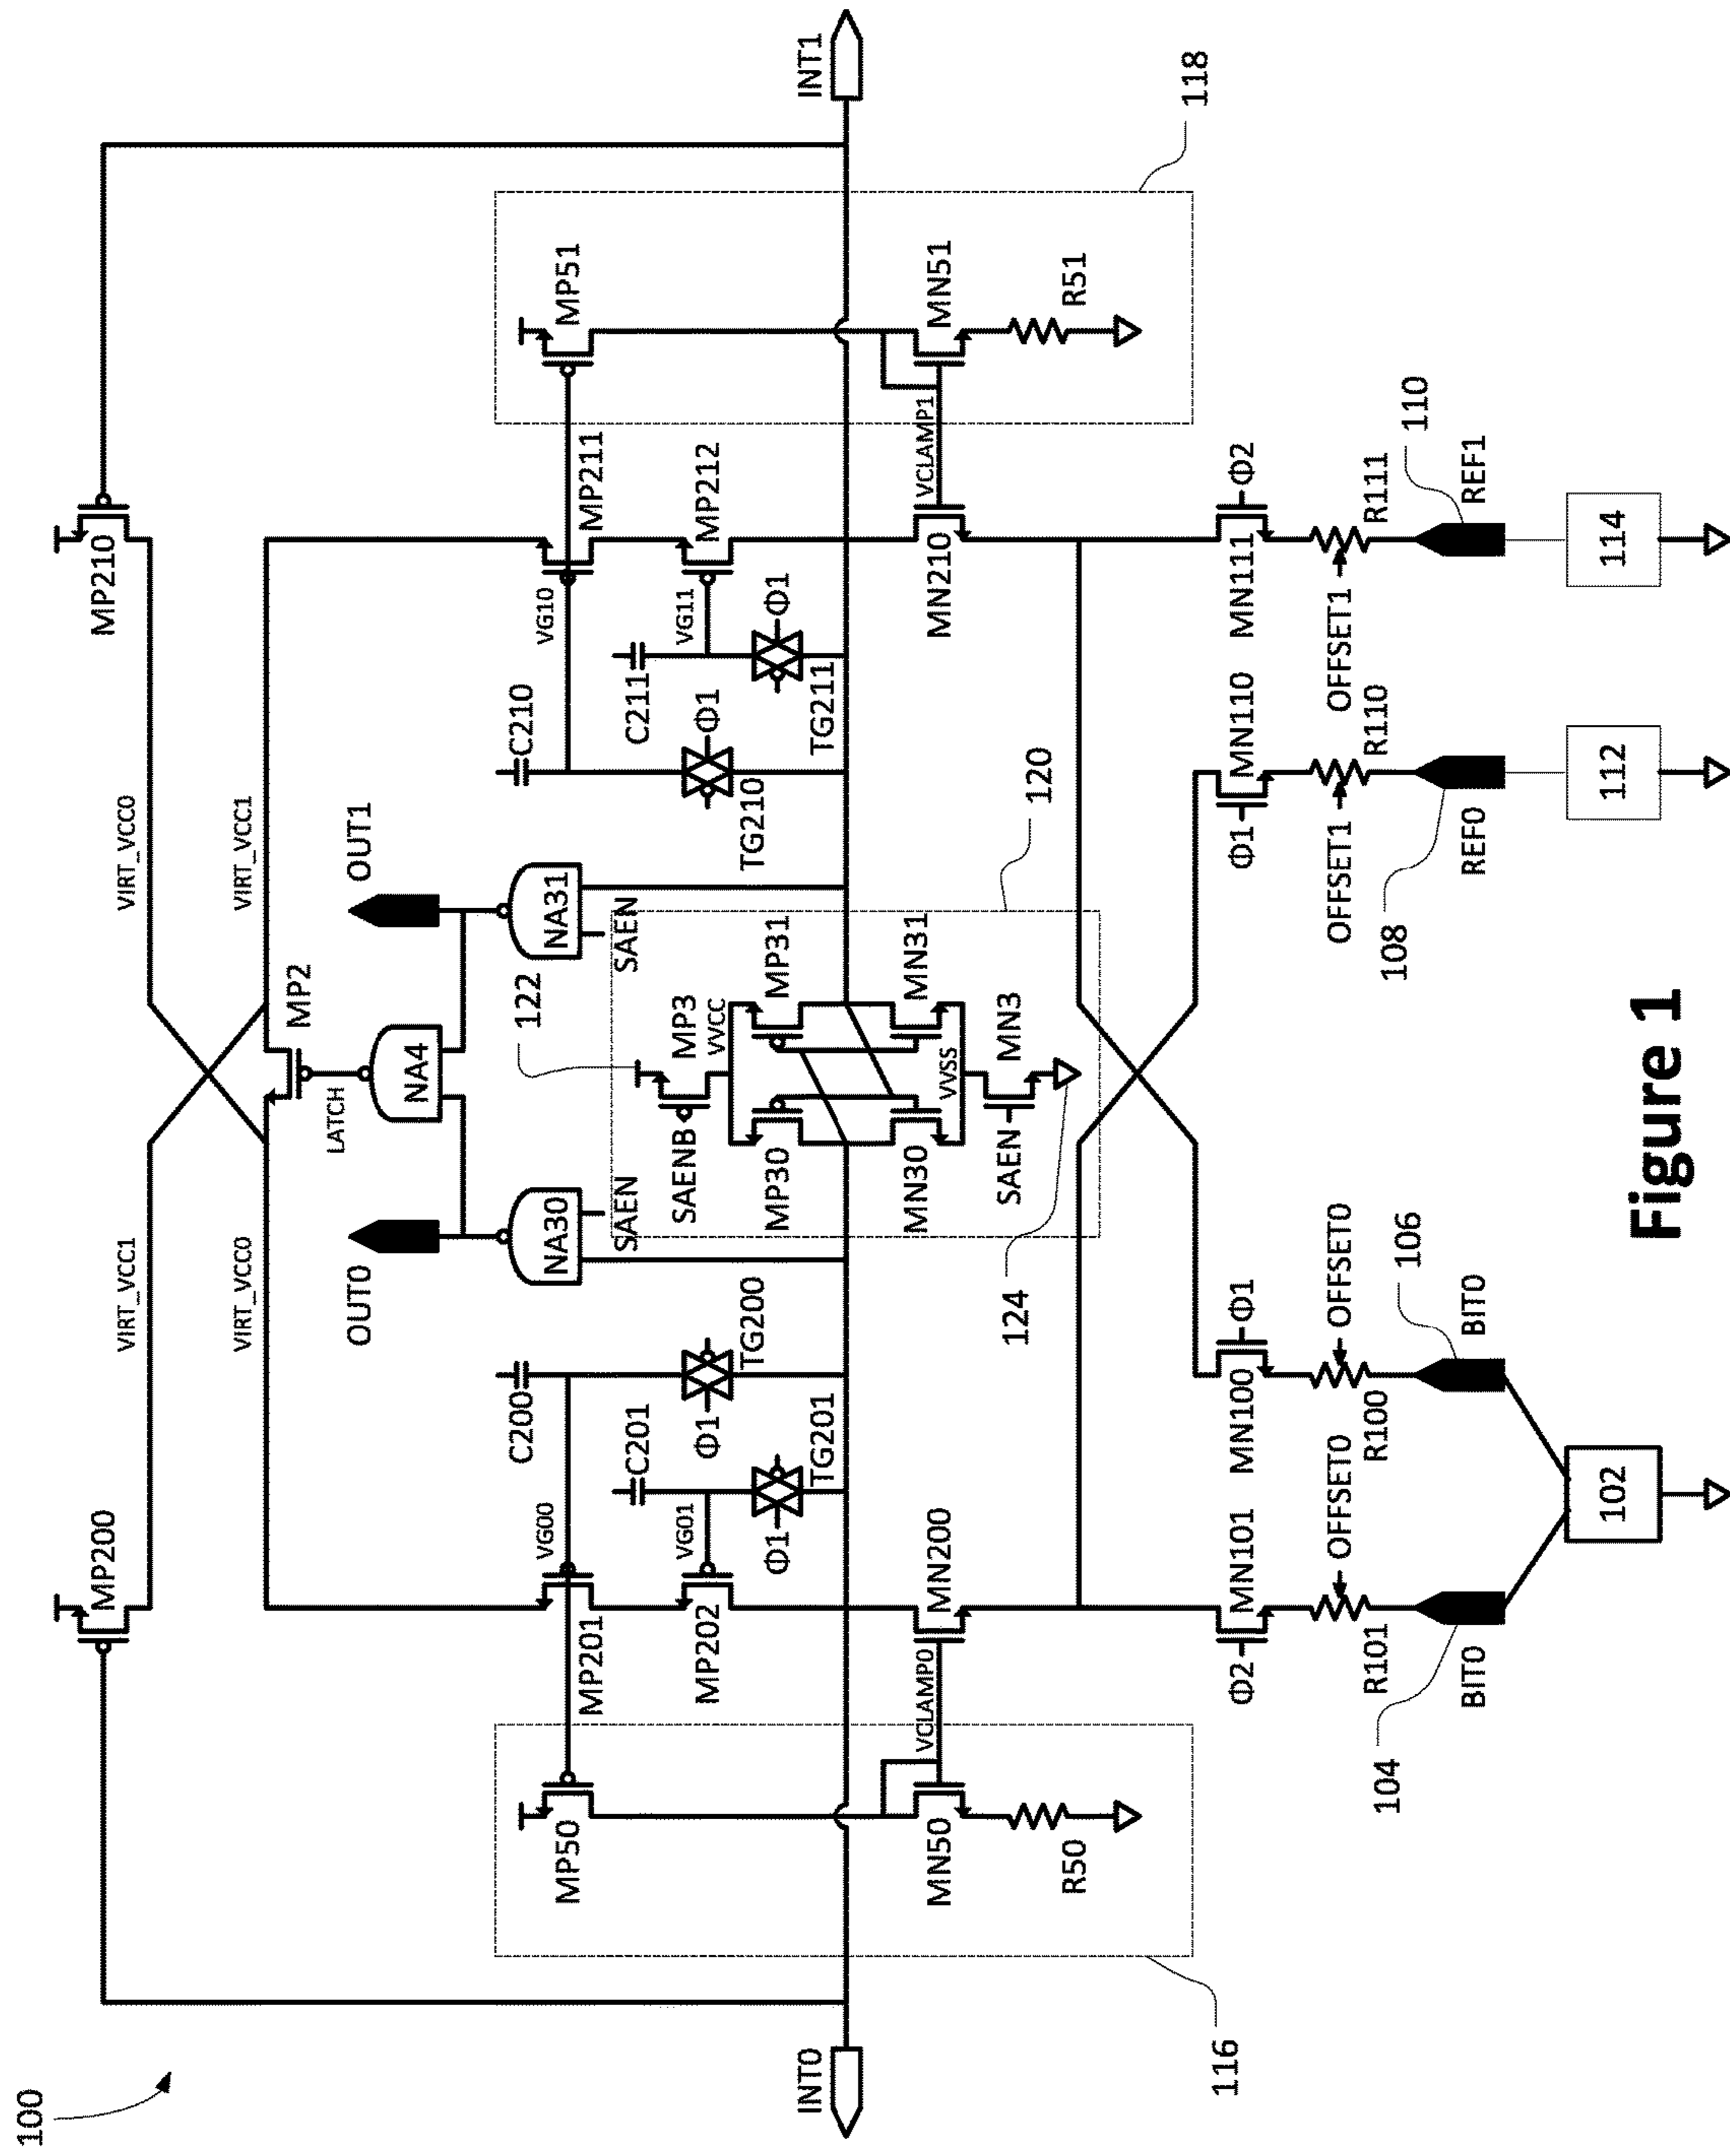 100
MP200
MP210
VIRT_VCC1
VIRT_VCC0
VIRT_VCC0
VIRT_VCC1
MP2
OUT0
OUT1
LATCH
NA4
NA30
NA31
SAEN
SAEN
C200
C210
C201
C211
VG00
VG10
VG01
VG11
MP50
MP201
MP202
MP211
MP212
MP51
Φ1
Φ1
Φ1
Φ1
TG200
TG201
TG210
TG211
122
MP3
SAENB
VVCC
MP30
MP31
INT0
INT1
MN30
MN31
VVSS
SAEN
MN3
120
124
MN50
VCLAMP0
MN200
MN210
VCLAMP1
MN51
R50
R51
116
118
Φ2
MN101
MN100
Φ1
Φ1
MN110
MN111
Φ2
R101
OFFSET0
R100
OFFSET0
OFFSET1
R110
OFFSET1
R111
104
BIT0
BIT0
106
108
REF0
REF1
110
102
112
114
Figure 1